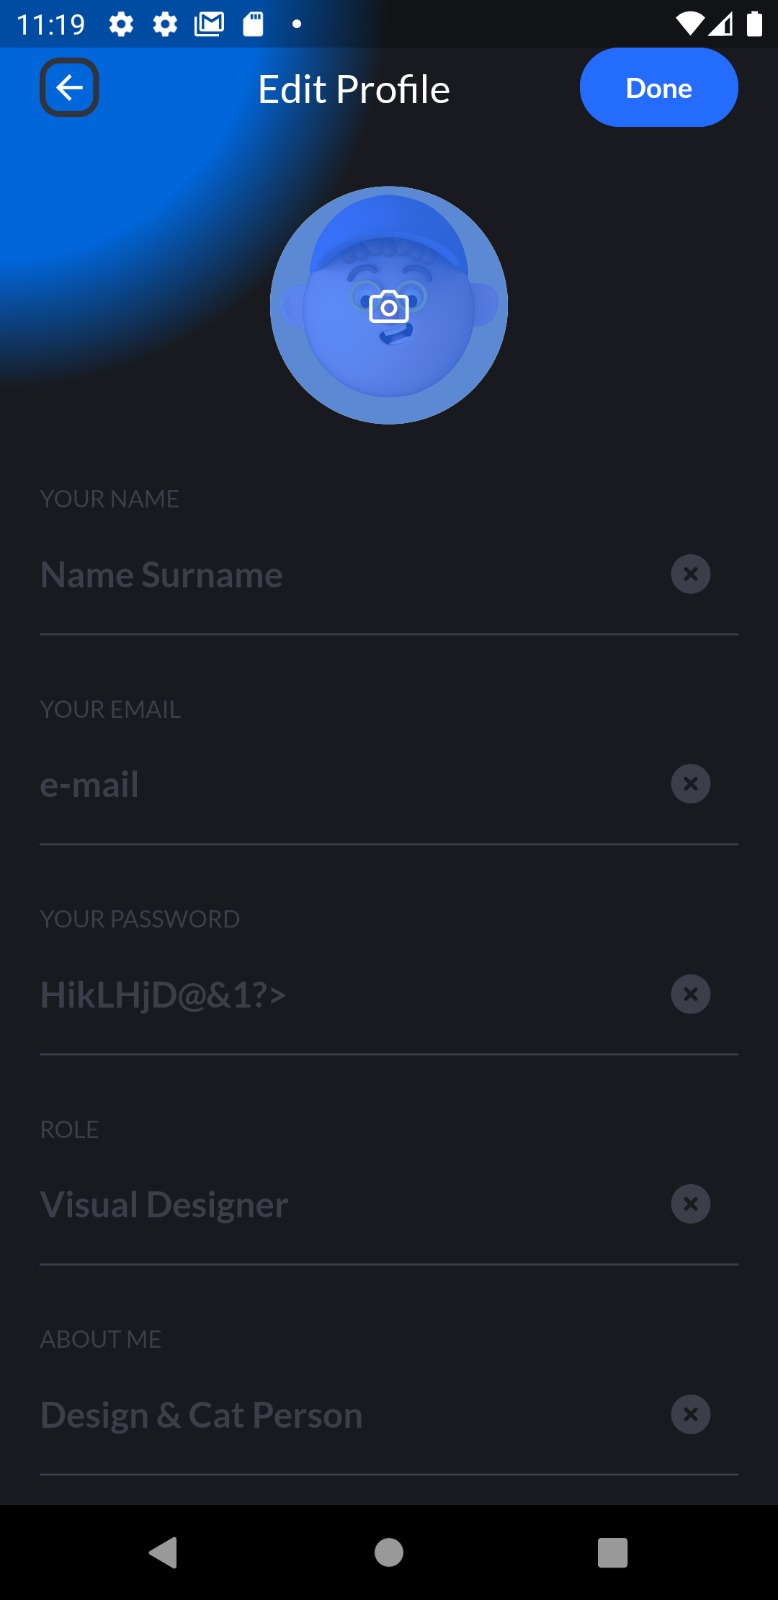 11:19
Edit Profile
Done
YOUR NAME
Name Surname
YOUR EMAIL
e-mail
YOUR PASSWORD
HikLHjD@&1?>
ROLE
Visual Designer
ABOUT ME
Design & Cat Person